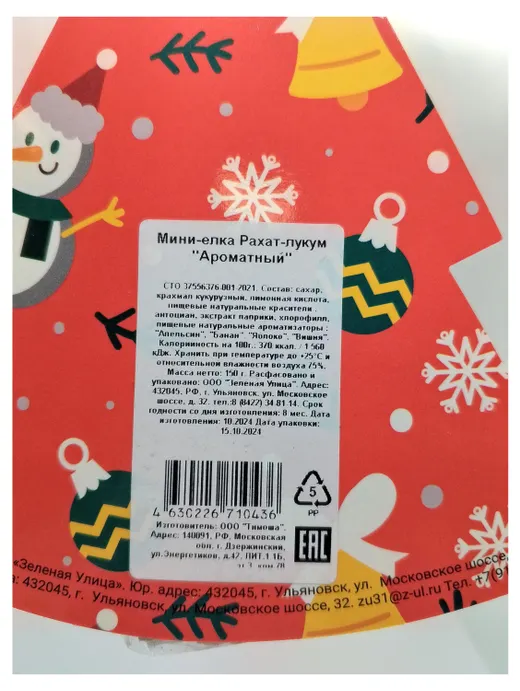 Мини-елка Рахат-лукум
"Ароматный"
СТО 37556376-001-2021. Состав: сахар,
крахмал кукурузный, лимонная кислота,
пищевые натуральные красители :
антоциан, экстракт паприки, хлорофилл,
пищевые натуральные ароматизаторы :
"Апельсин", "Банан" "Яблоко". "Вишня".
Калорийность на 100г.: 370 ккал. / 1 560
кДж. Хранить при температуре до +25°С и
относительной влажности воздуха 75%.
Масса нетто: 150 г. Расфасовано и
упаковано: ООО "Зеленая Улица". Адрес:
432045, РФ, г. Ульяновск, ул. Московское
шоссе, д. 32. тел.:8 (8422) 34.81.14. Срок
годности со дня изготовления: 8 мес. Дата
изготовления: 10.2024 Дата упаковки:
15.10.2024
4 630226 710436
5
PP
Изготовитель: ООО "Тимоша".
Адрес: 140091, РФ, Московская
обл. г. Дзержинский,
ул.Энергетиков, д.47, ПИТ.1 1Б,
EAC
«Зеленая Улица». Юр. адрес: 432045, г. Ульяновск, ул. Московское шоссе,
432045, г. Ульяновск, ул. Московское шоссе, 32. zu31@z-ul.ru Тел. +7(91